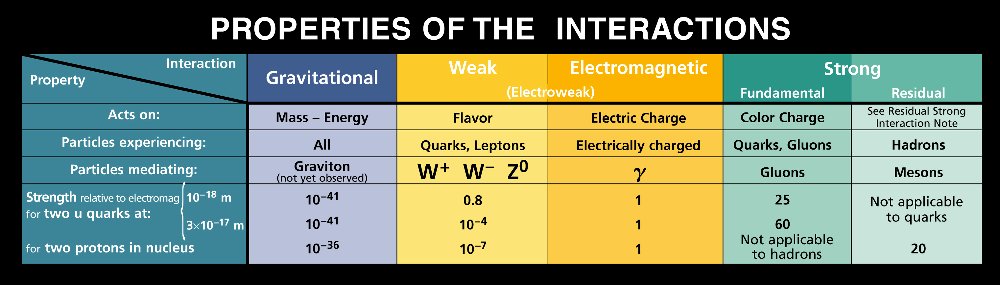 PROPERTIES OF THE INTERACTIONS
Interaction
Property
Gravitational
Weak
Electromagnetic
(Electroweak)
Strong
Fundamental
Residual
Acts on:
Mass – Energy
Flavor
Electric Charge
Color Charge
See Residual Strong
Interaction Note
Particles experiencing:
All
Quarks, Leptons
Electrically charged
Quarks, Gluons
Hadrons
Particles mediating:
Graviton
(not yet observed)
W⁺ W⁻ Z⁰
γ
Gluons
Mesons
Strength relative to electromag
for two u quarks at:
10⁻¹⁸ m
3×10⁻¹⁷ m
for two protons in nucleus
10⁻⁴¹
10⁻⁴¹
10⁻³⁶
0.8
10⁻⁴
10⁻⁷
1
1
1
25
60
Not applicable
to hadrons
Not applicable
to quarks
20